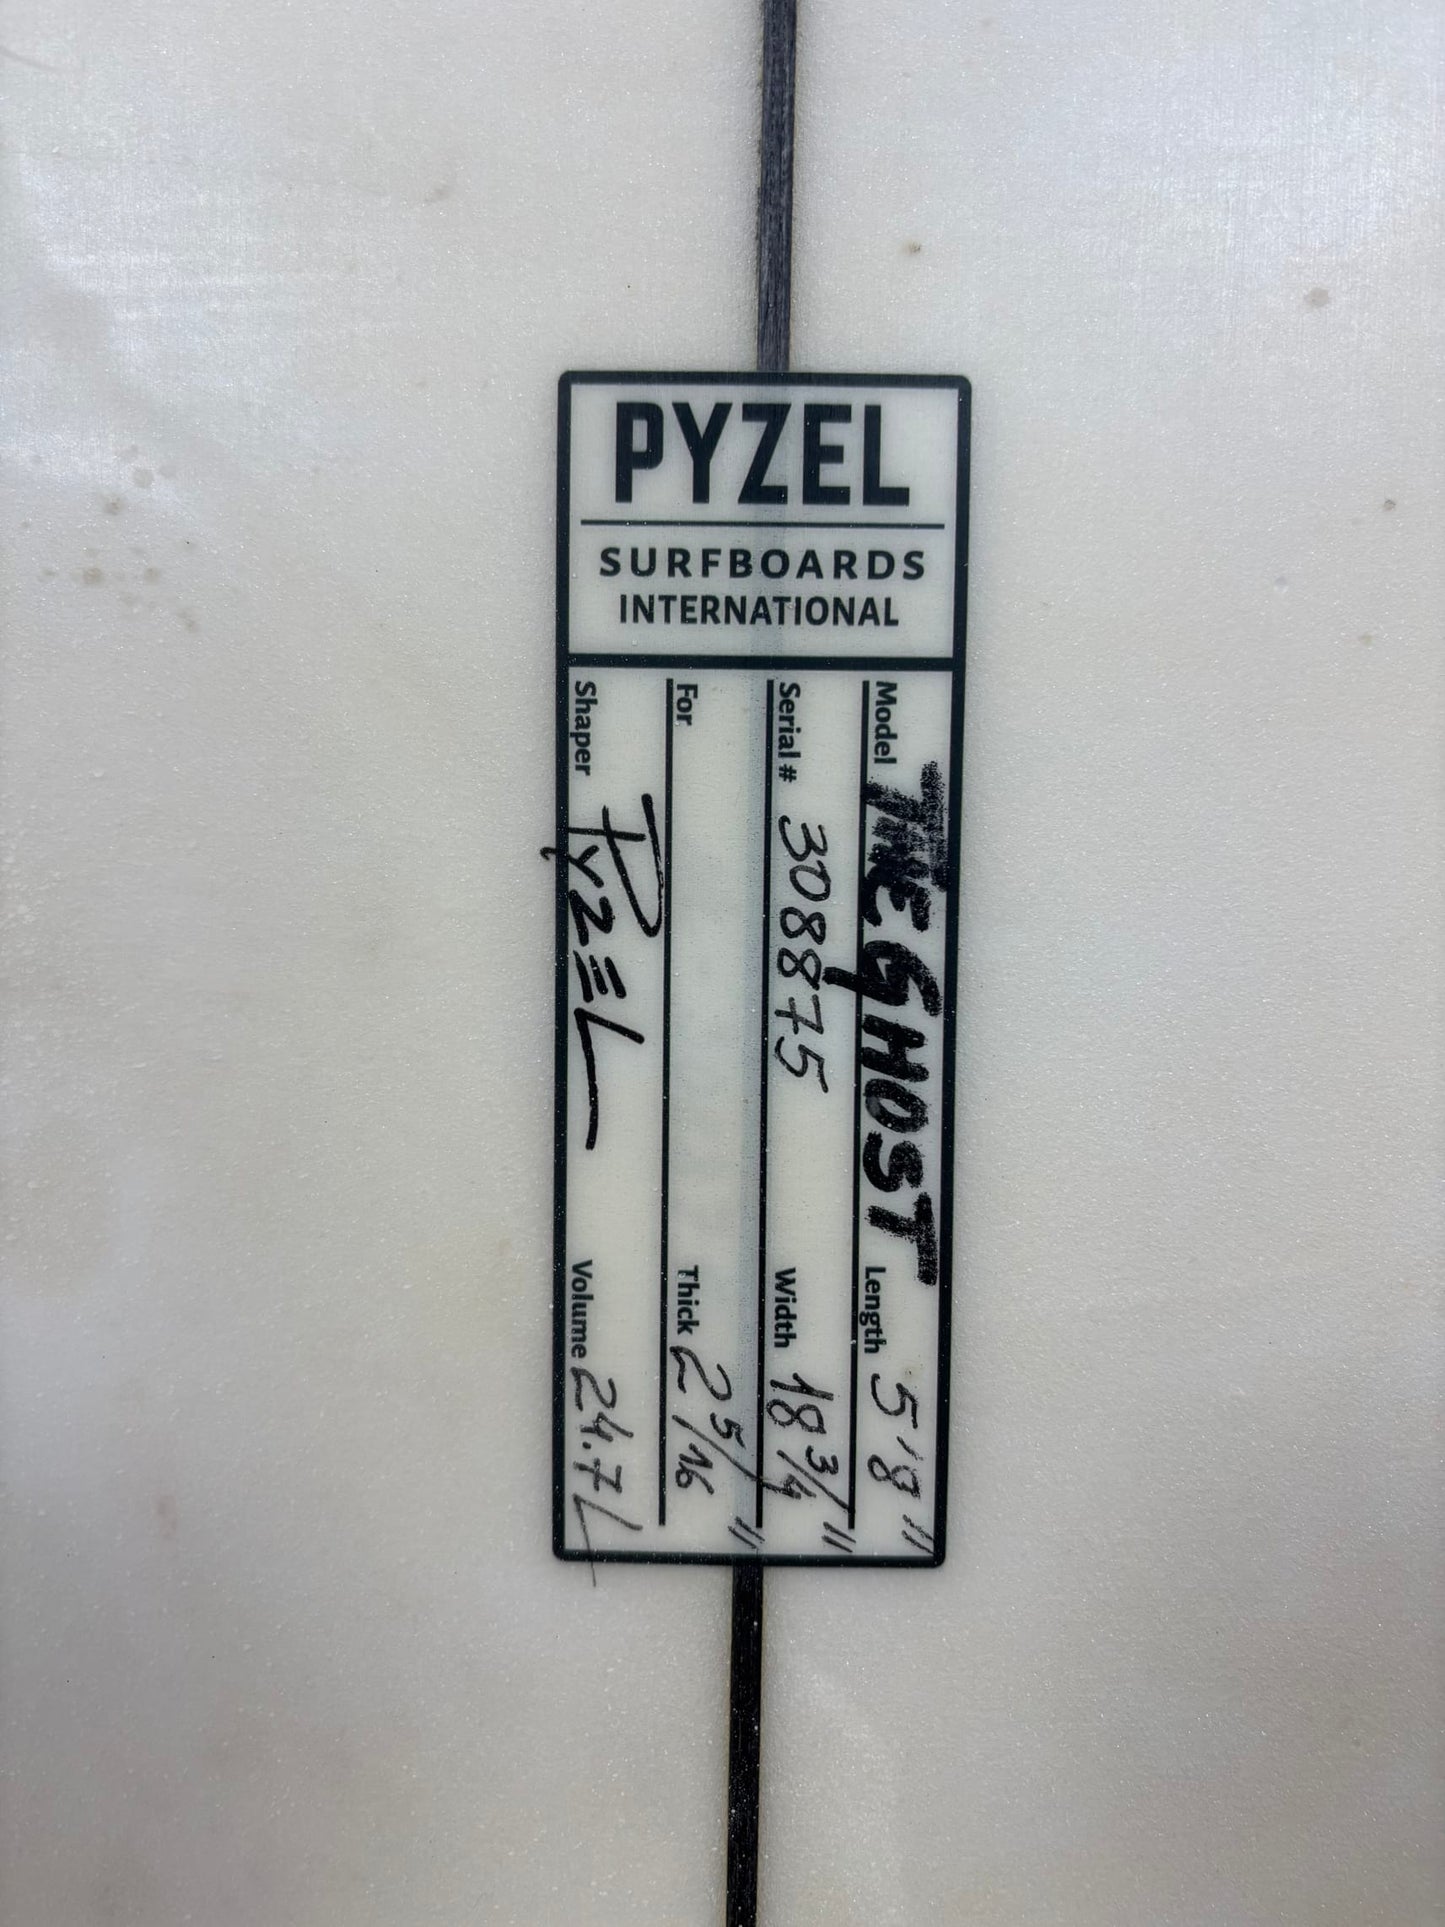 PYZEL
SURFBOARDS
INTERNATIONAL
Model THE GHOST Length 5'8"
Serial # 308875 Width 18 3/4"
For Thick 2 5/16"
Shaper PYZEL Volume 24.7L